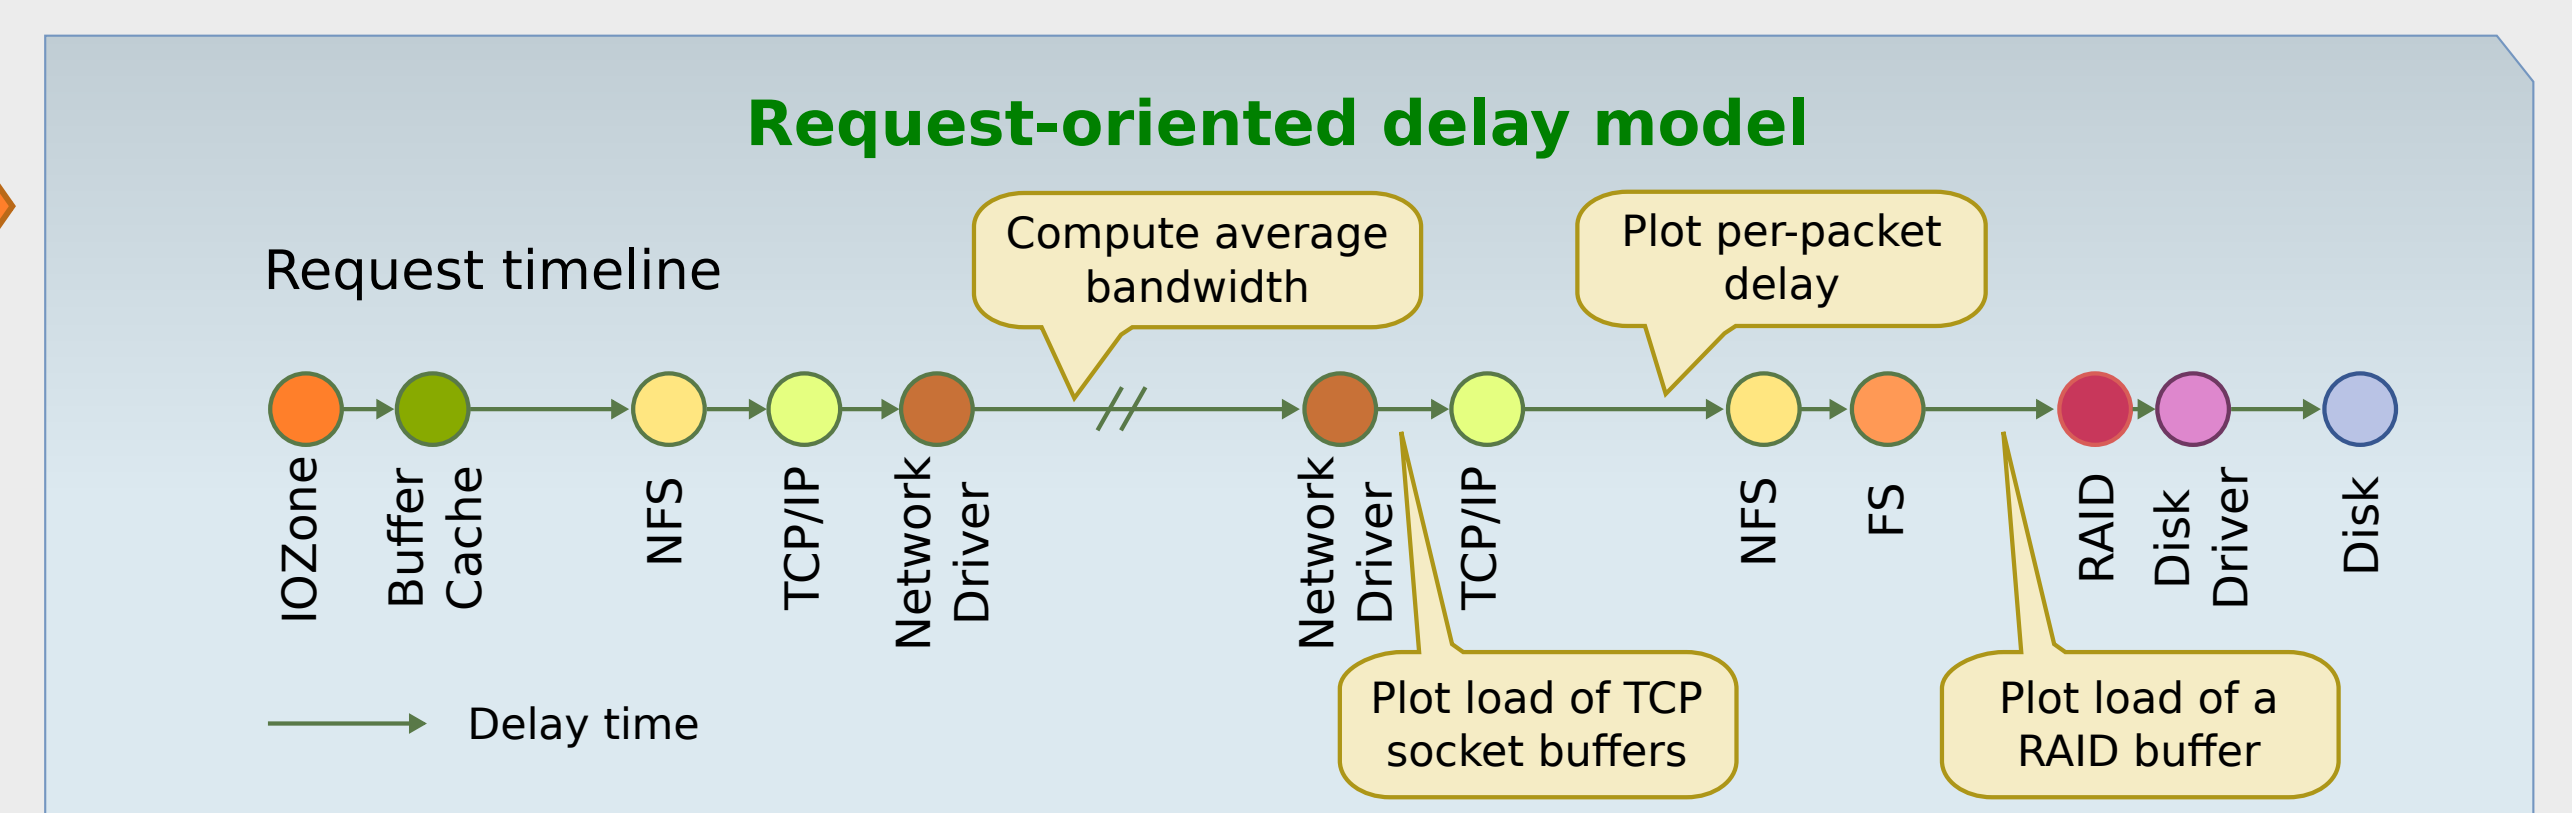 Request-oriented delay model
Request timeline
Compute average
bandwidth
Plot per-packet
delay
IOZone
Buffer
Cache
NFS
TCP/IP
Network
Driver
Network
Driver
TCP/IP
NFS
FS
RAID
Disk
Driver
Disk
Delay time
Plot load of TCP
socket buffers
Plot load of a
RAID buffer